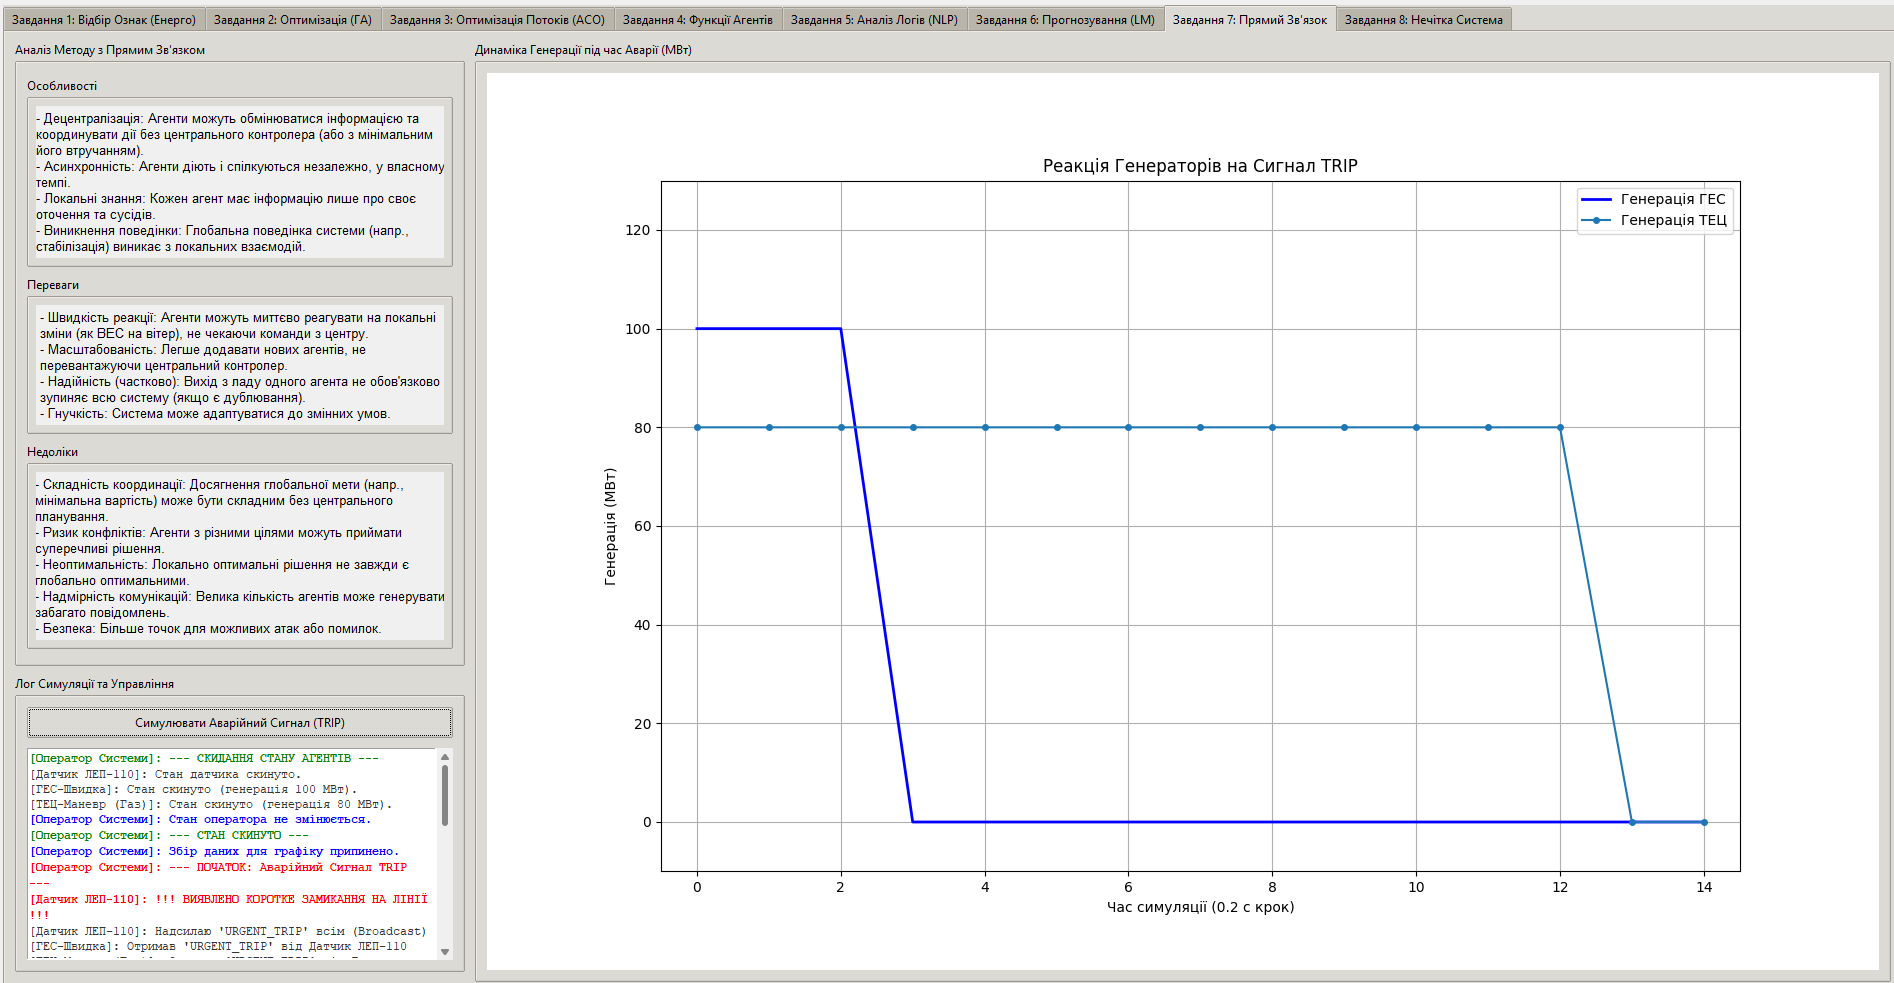 Завдання 1: Відбір Ознак (Енерго)
Завдання 2: Оптимізація (ГА)
Завдання 3: Оптимізація Потоків (ACO)
Завдання 4: Функції Агентів
Завдання 5: Аналіз Логів (NLP)
Завдання 6: Прогнозування (LM)
Завдання 7: Прямий Зв'язок
Завдання 8: Нечітка Система
Аналіз Методу з Прямим Зв'язком
Особливості
- Децентралізація: Агенти можуть обмінюватися інформацією та
координувати дії без центрального контролера (або з мінімальним
його втручанням).
- Асинхронність: Агенти діють і спілкуються незалежно, у власному
темпі.
- Локальні знання: Кожен агент має інформацію лише про своє
оточення та сусідів.
- Виникнення поведінки: Глобальна поведінка системи (напр.,
стабілізація) виникає з локальних взаємодій.
Переваги
- Швидкість реакції: Агенти можуть миттєво реагувати на локальні
зміни (як ВЕС на вітер), не чекаючи команди з центру.
- Масштабованість: Легше додавати нових агентів, не
перевантажуючи центральний контролер.
- Надійність (частково): Вихід з ладу одного агента не обов'язково
зупиняє всю систему (якщо є дублювання).
- Гнучкість: Система може адаптуватися до змінних умов.
Недоліки
- Складність координації: Досягнення глобальної мети (напр.,
мінімальна вартість) може бути складним без центрального
планування.
- Ризик конфліктів: Агенти з різними цілями можуть приймати
суперечливі рішення.
- Неоптимальність: Локально оптимальні рішення не завжди є
глобально оптимальними.
- Надмірність комунікацій: Велика кількість агентів може генерувати
забагато повідомлень.
- Безпека: Більше точок для можливих атак або помилок.
Лог Симуляції та Управління
Симулювати Аварійний Сигнал (TRIP)
[Оператор Системи]: --- СКИДАННЯ СТАНУ АГЕНТІВ ---
[Датчик ЛЕП-110]: Стан датчика скинуто.
[ГЕС-Швидка]: Стан скинуто (генерація 100 МВт).
[ТЕЦ-Маневр (Газ)]: Стан скинуто (генерація 80 МВт).
[Оператор Системи]: Стан оператора не змінюється.
[Оператор Системи]: --- СТАН СКИНУТО ---
[Оператор Системи]: Збір даних для графіку припинено.
[Оператор Системи]: --- ПОЧАТОК: Аварійний Сигнал TRIP
---
[Датчик ЛЕП-110]: !!! ВИЯВЛЕНО КОРОТКЕ ЗАМИКАННЯ НА ЛІНІЇ
!!!
[Датчик ЛЕП-110]: Надсилаю 'URGENT_TRIP' всім (Broadcast)
[ГЕС-Швидка]: Отримав 'URGENT_TRIP' від Датчик ЛЕП-110
Динаміка Генерації під час Аварії (МВт)
Реакція Генераторів на Сигнал TRIP
Генерація ГЕС
Генерація ТЕЦ
Генерація (МВт)
120
100
80
60
40
20
0
0 2 4 6 8 10 12 14
Час симуляції (0.2 с крок)